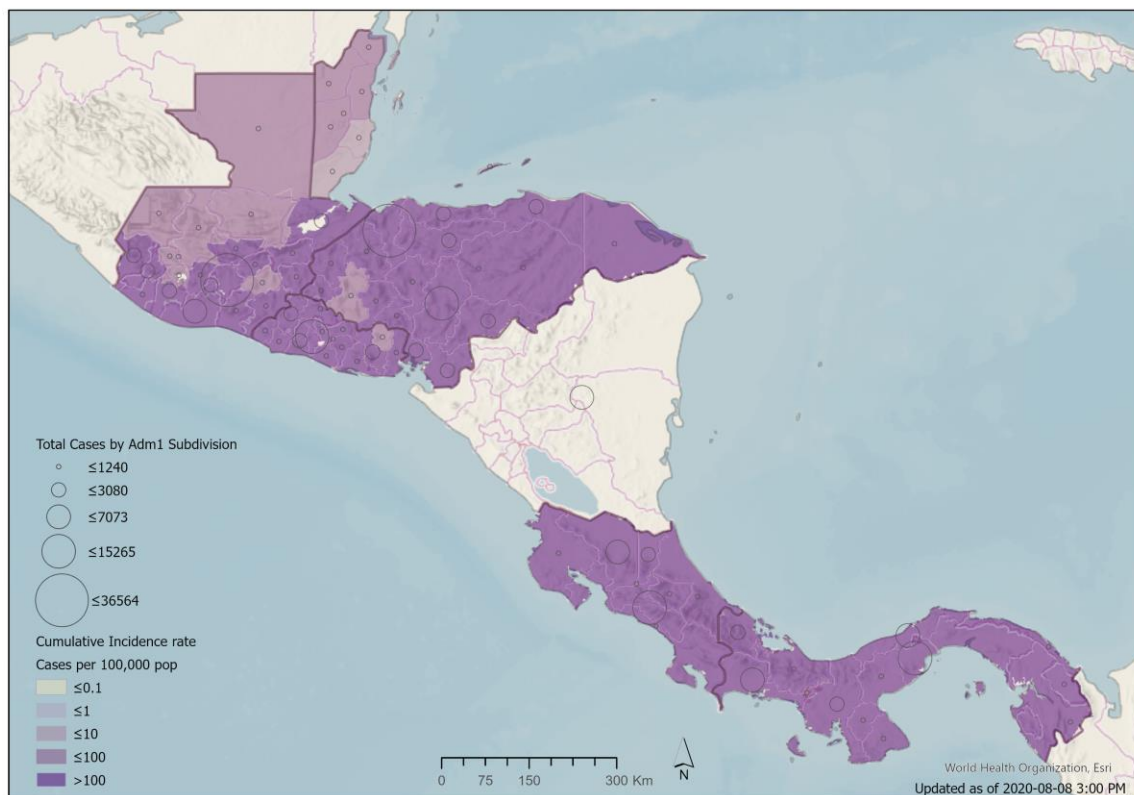 Total Cases by Adm1 Subdivision
≤1240
≤3080
≤7073
≤15265
≤36564
Cumulative Incidence rate
Cases per 100,000 pop
≤0.1
≤1
≤10
≤100
>100
0 75 150 300 Km
N
World Health Organization, Esri
Updated as of 2020-08-08 3:00 PM